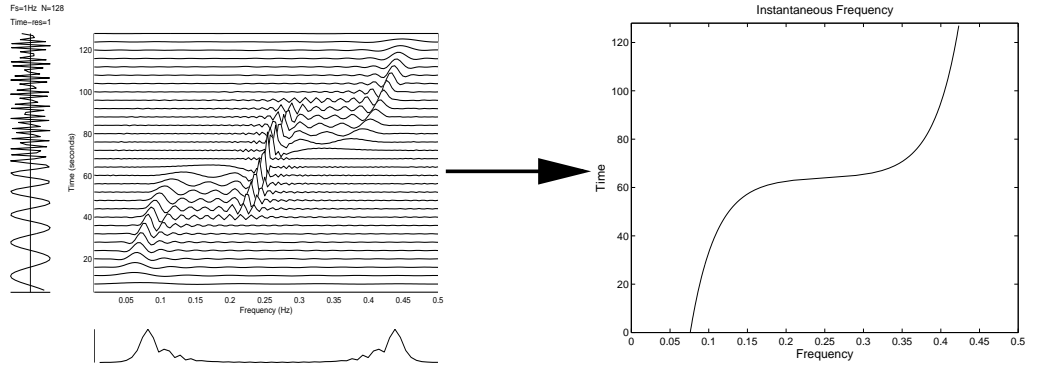 Fs=1Hz N=128
Time-res=1
Time (seconds)
120
100
80
60
40
20
0.05 0.1 0.15 0.2 0.25 0.3 0.35 0.4 0.45 0.5
Frequency (Hz)
Instantaneous Frequency
Time
120
100
80
60
40
20
0
0 0.05 0.1 0.15 0.2 0.25 0.3 0.35 0.4 0.45 0.5
Frequency